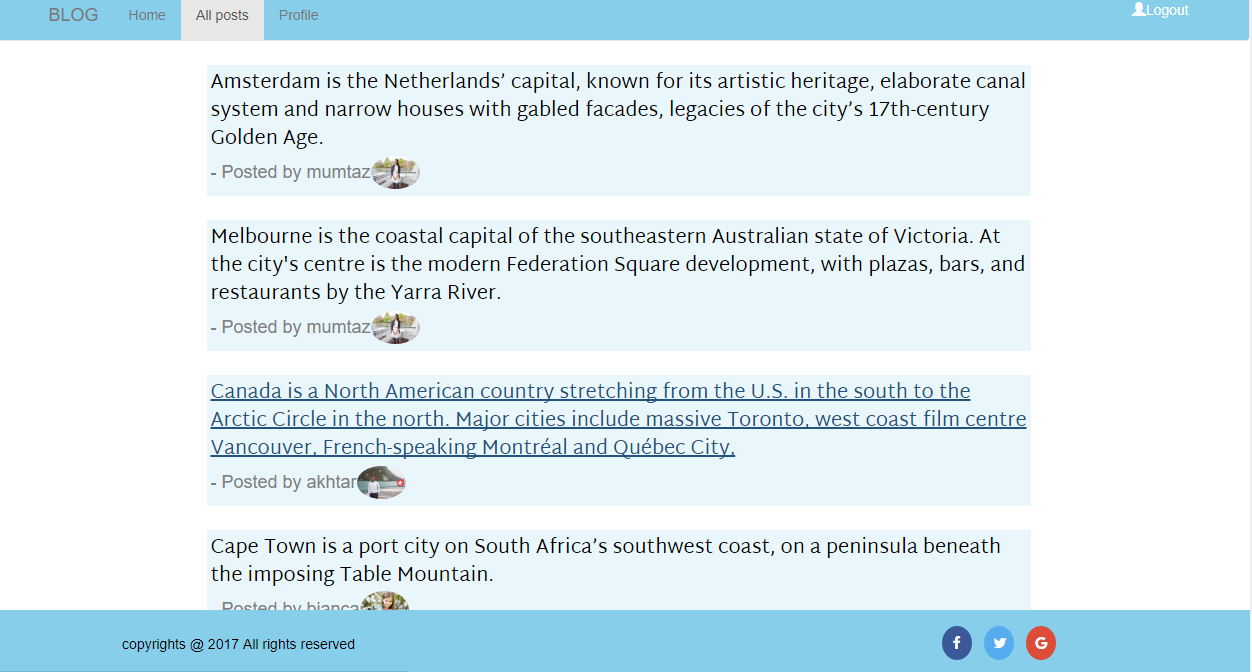 BLOG Home All posts Profile Logout
Amsterdam is the Netherlands’ capital, known for its artistic heritage, elaborate canal
system and narrow houses with gabled facades, legacies of the city’s 17th-century
Golden Age.
- Posted by mumtaz
Melbourne is the coastal capital of the southeastern Australian state of Victoria. At
the city's centre is the modern Federation Square development, with plazas, bars, and
restaurants by the Yarra River.
- Posted by mumtaz
Canada is a North American country stretching from the U.S. in the south to the
Arctic Circle in the north. Major cities include massive Toronto, west coast film centre
Vancouver, French-speaking Montréal and Québec City,
- Posted by akhtar
Cape Town is a port city on South Africa’s southwest coast, on a peninsula beneath
the imposing Table Mountain.
- Posted by bianca
copyrights @ 2017 All rights reserved